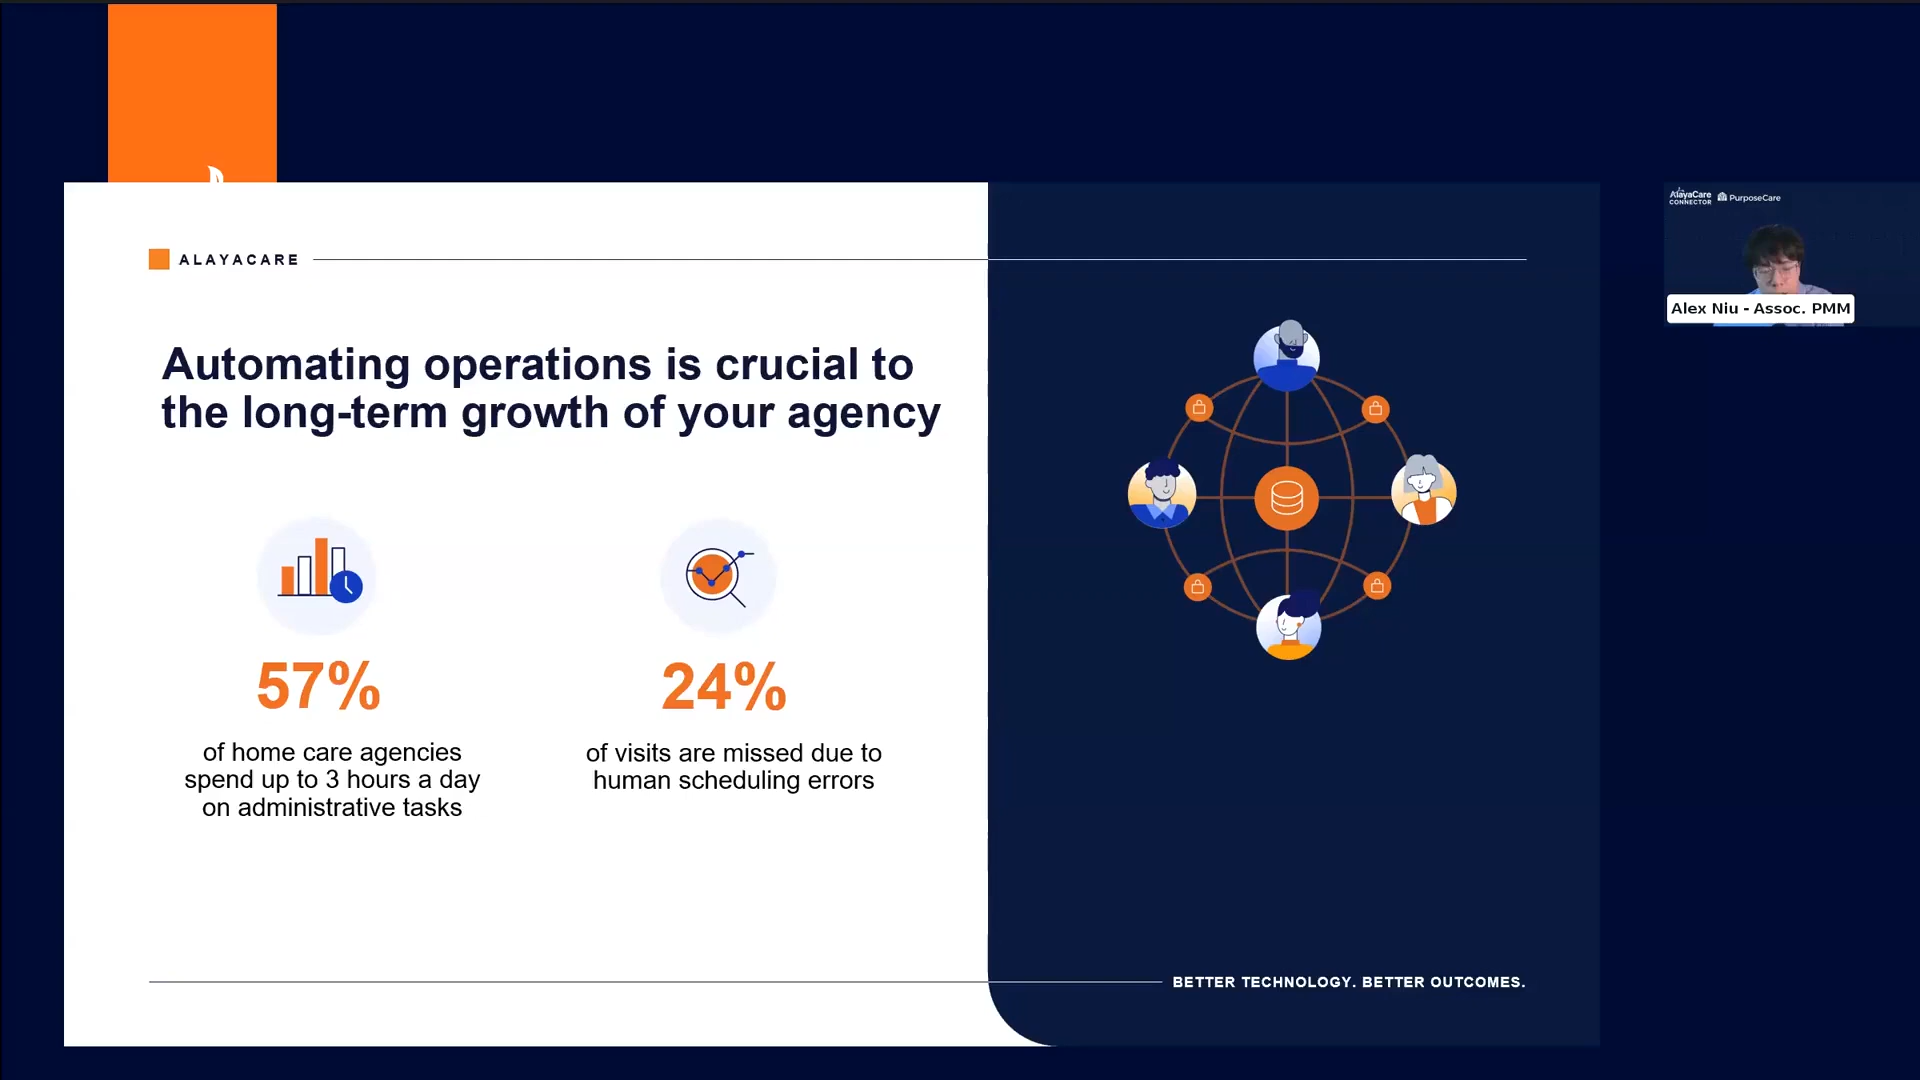 ALAYACARE
Automating operations is crucial to
the long-term growth of your agency
57%
of home care agencies
spend up to 3 hours a day
on administrative tasks
24%
of visits are missed due to
human scheduling errors
BETTER TECHNOLOGY. BETTER OUTCOMES.
AlayaCare
CONNECTOR
PurposeCare
Alex Niu - Assoc. PMM